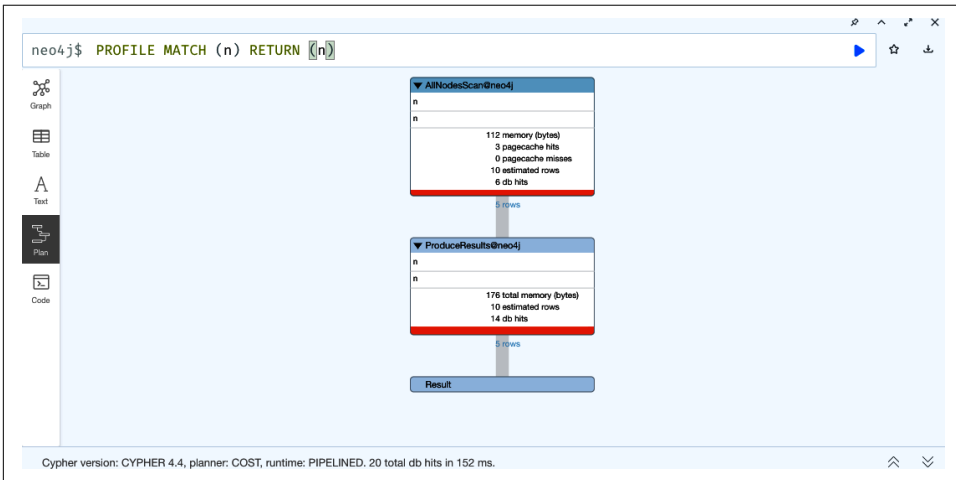 neo4j$ PROFILE MATCH (n) RETURN (n)
Graph
Table
A
Text
Plan
Code
AllNodesScan@neo4j
n
n
112 memory (bytes)
3 pagecache hits
0 pagecache misses
10 estimated rows
6 db hits
5 rows
ProduceResults@neo4j
n
n
176 total memory (bytes)
10 estimated rows
14 db hits
5 rows
Result
Cypher version: CYPHER 4.4, planner: COST, runtime: PIPELINED. 20 total db hits in 152 ms.